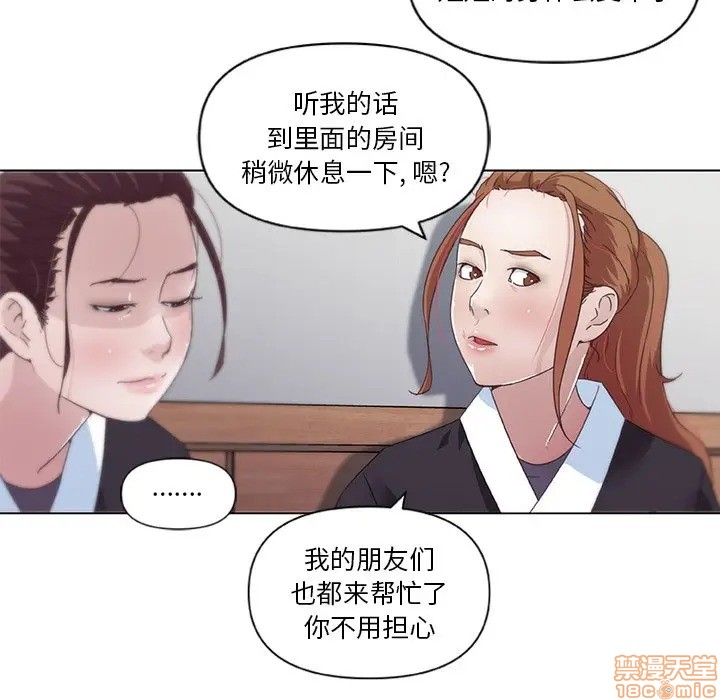 听我的话
到里面的房间
稍微休息一下, 嗯?
.......
我的朋友们
也都来帮忙了
你不用担心
禁漫天堂
18OComic